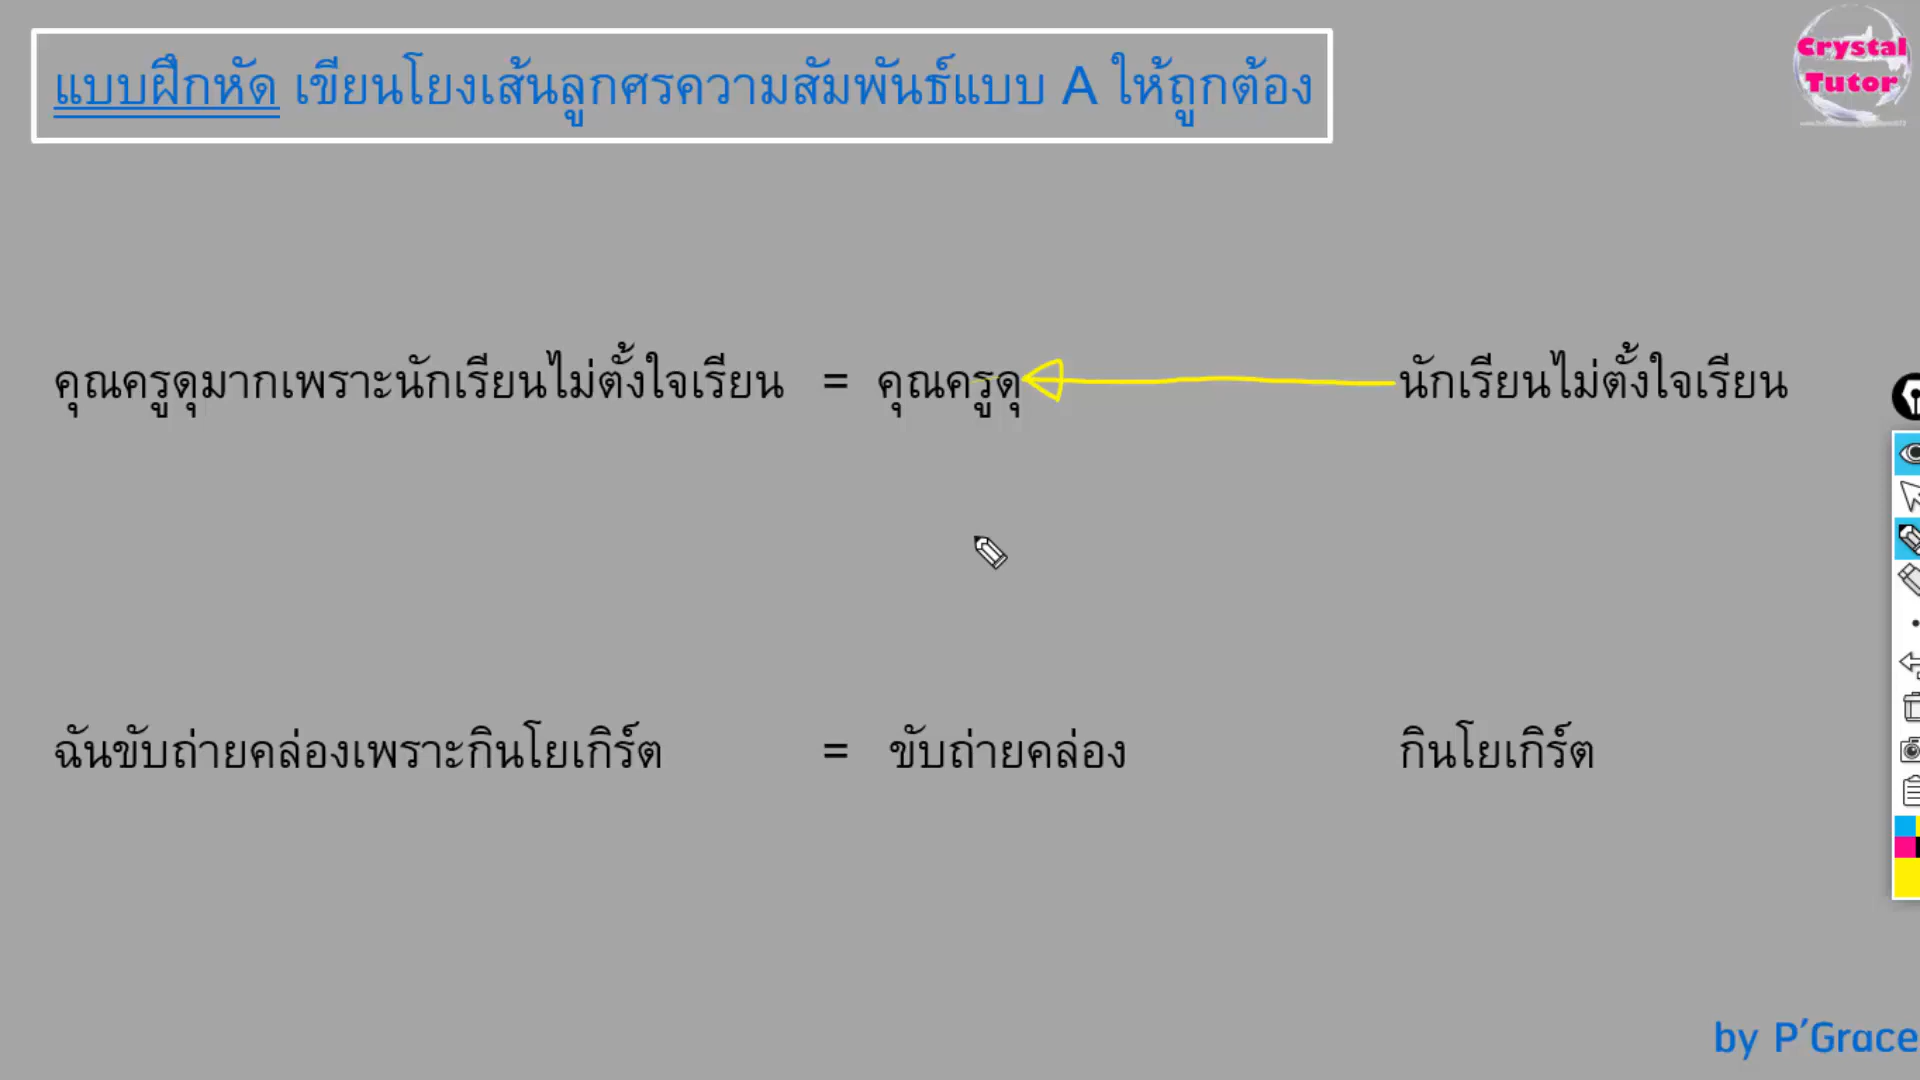 แบบฝึกหัด เขียนโยงเส้นลูกศรความสัมพันธ์แบบ A ให้ถูกต้อง
Crystal
Tutor
คุณครูดุมากเพราะนักเรียนไม่ตั้งใจเรียน = คุณครูดุ นักเรียนไม่ตั้งใจเรียน
ฉันขับถ่ายคล่องเพราะกินโยเกิร์ต = ขับถ่ายคล่อง กินโยเกิร์ต
by P'Grace